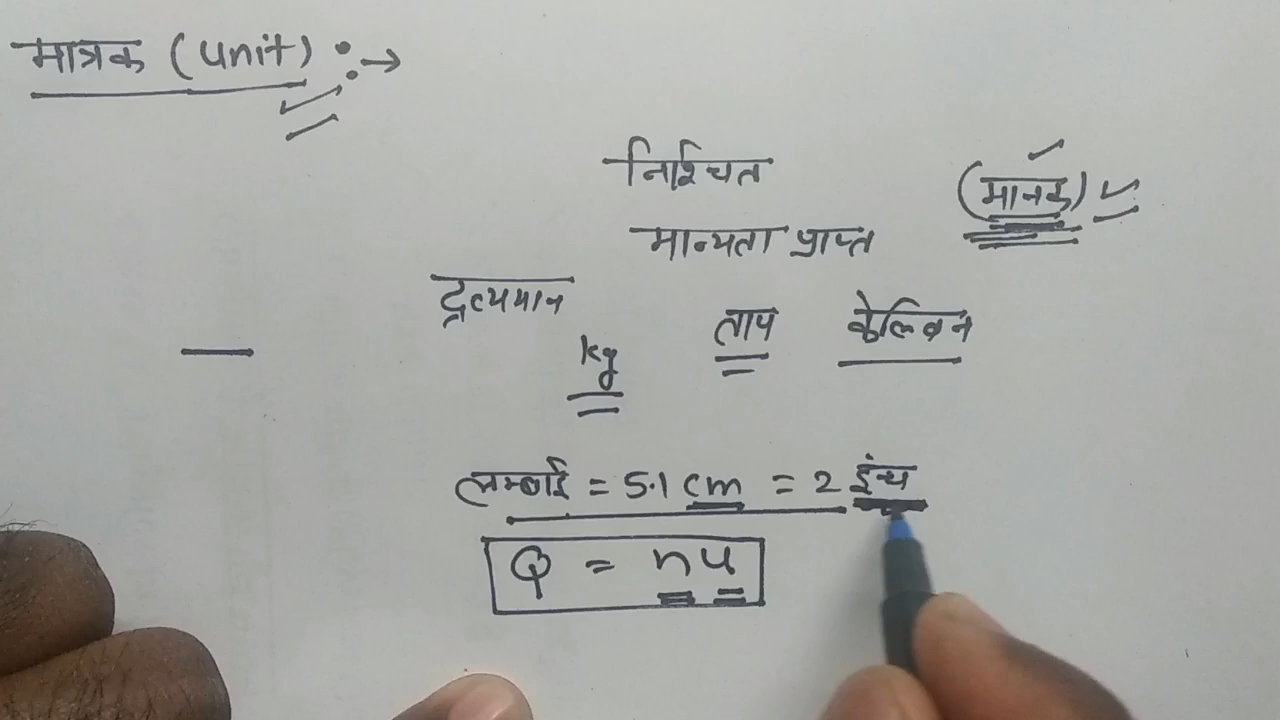 मात्रक (Unit) : →
निश्चित
(मानक)
मान्यता प्राप्त
द्रव्यमान
kg
ताप केल्विन
लम्बाई = 5.1 cm = 2 इंच
Q = nu